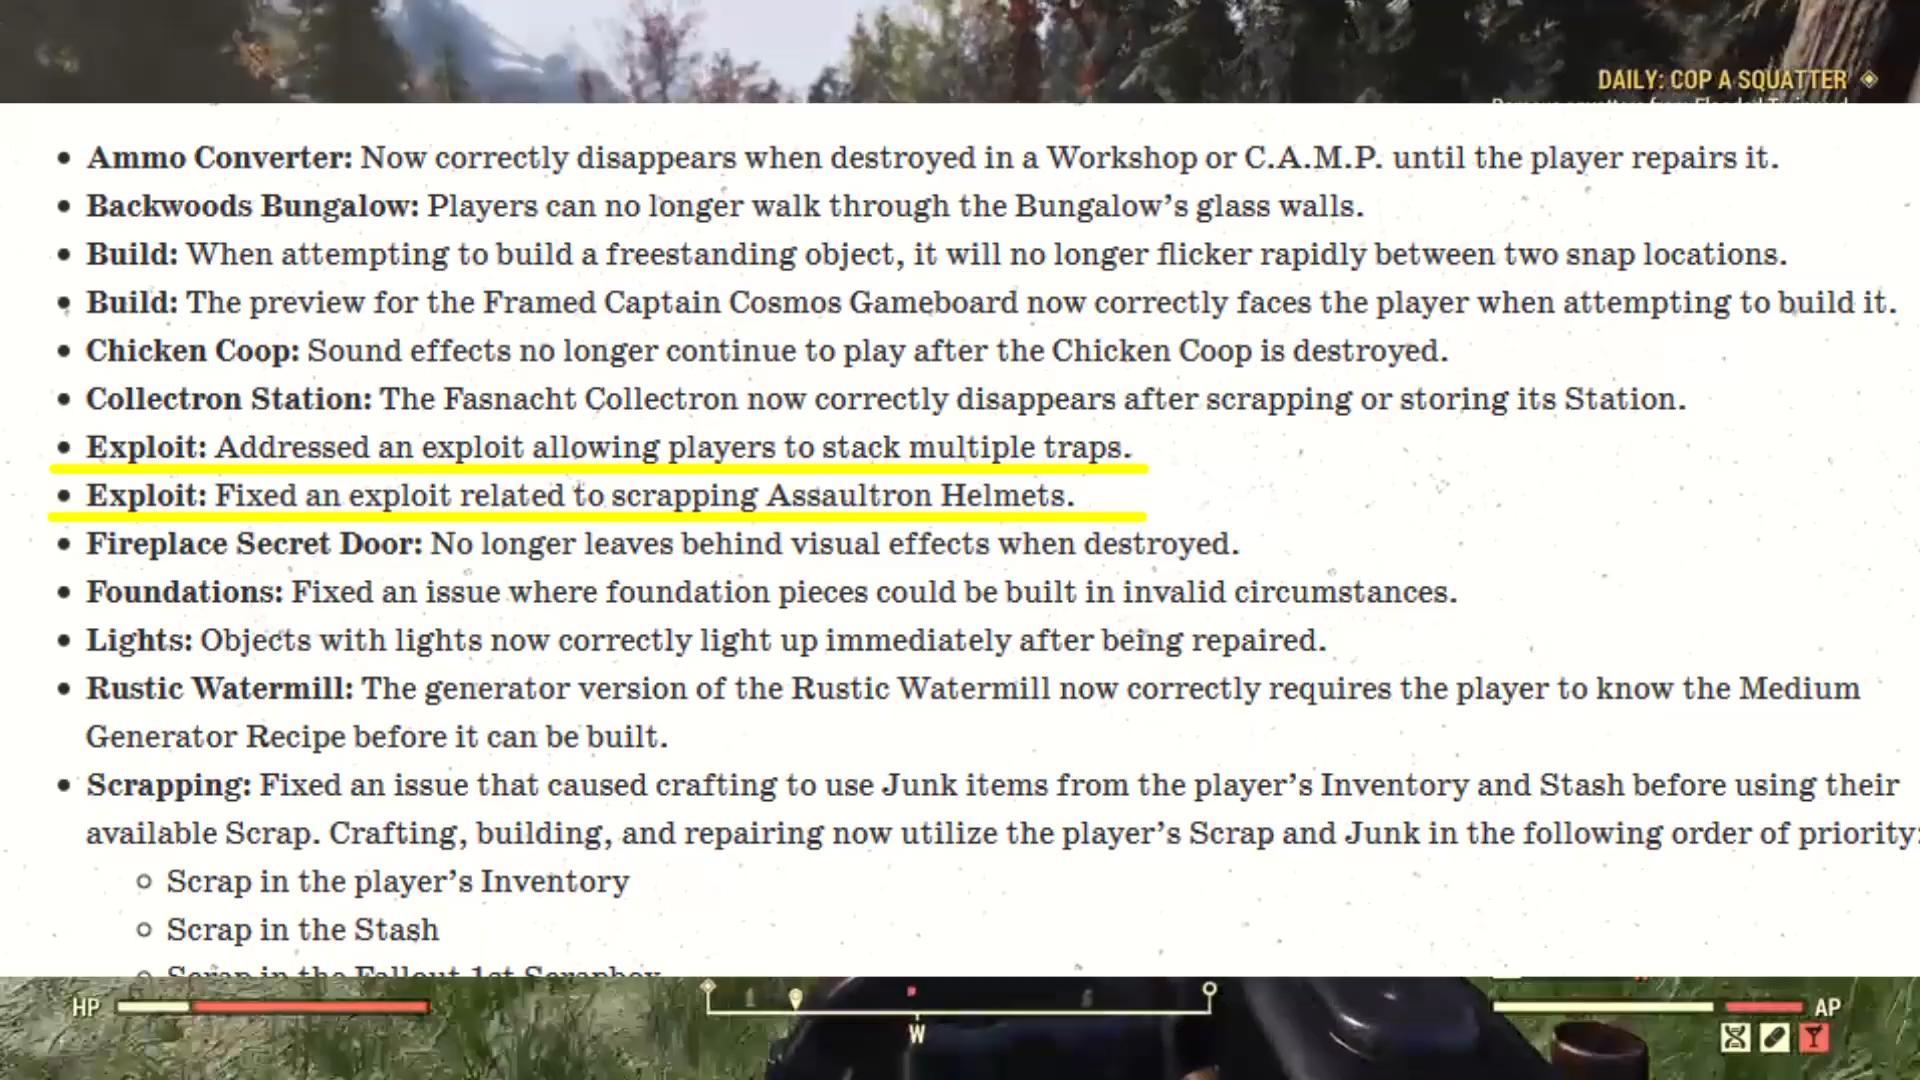 DAILY: COP A SQUATTER
Ammo Converter: Now correctly disappears when destroyed in a Workshop or C.A.M.P. until the player repairs it.
Backwoods Bungalow: Players can no longer walk through the Bungalow's glass walls.
Build: When attempting to build a freestanding object, it will no longer flicker rapidly between two snap locations.
Build: The preview for the Framed Captain Cosmos Gameboard now correctly faces the player when attempting to build it.
Chicken Coop: Sound effects no longer continue to play after the Chicken Coop is destroyed.
Collectron Station: The Fasnacht Collectron now correctly disappears after scrapping or storing its Station.
Exploit: Addressed an exploit allowing players to stack multiple traps.
Exploit: Fixed an exploit related to scrapping Assaultron Helmets.
Fireplace Secret Door: No longer leaves behind visual effects when destroyed.
Foundations: Fixed an issue where foundation pieces could be built in invalid circumstances.
Lights: Objects with lights now correctly light up immediately after being repaired.
Rustic Watermill: The generator version of the Rustic Watermill now correctly requires the player to know the Medium
Generator Recipe before it can be built.
Scrapping: Fixed an issue that caused crafting to use Junk items from the player's Inventory and Stash before using their
available Scrap. Crafting, building, and repairing now utilize the player's Scrap and Junk in the following order of priority:
Scrap in the player's Inventory
Scrap in the Stash
Scrap in the Fallout 1st Scrapbox
HP
W
AP